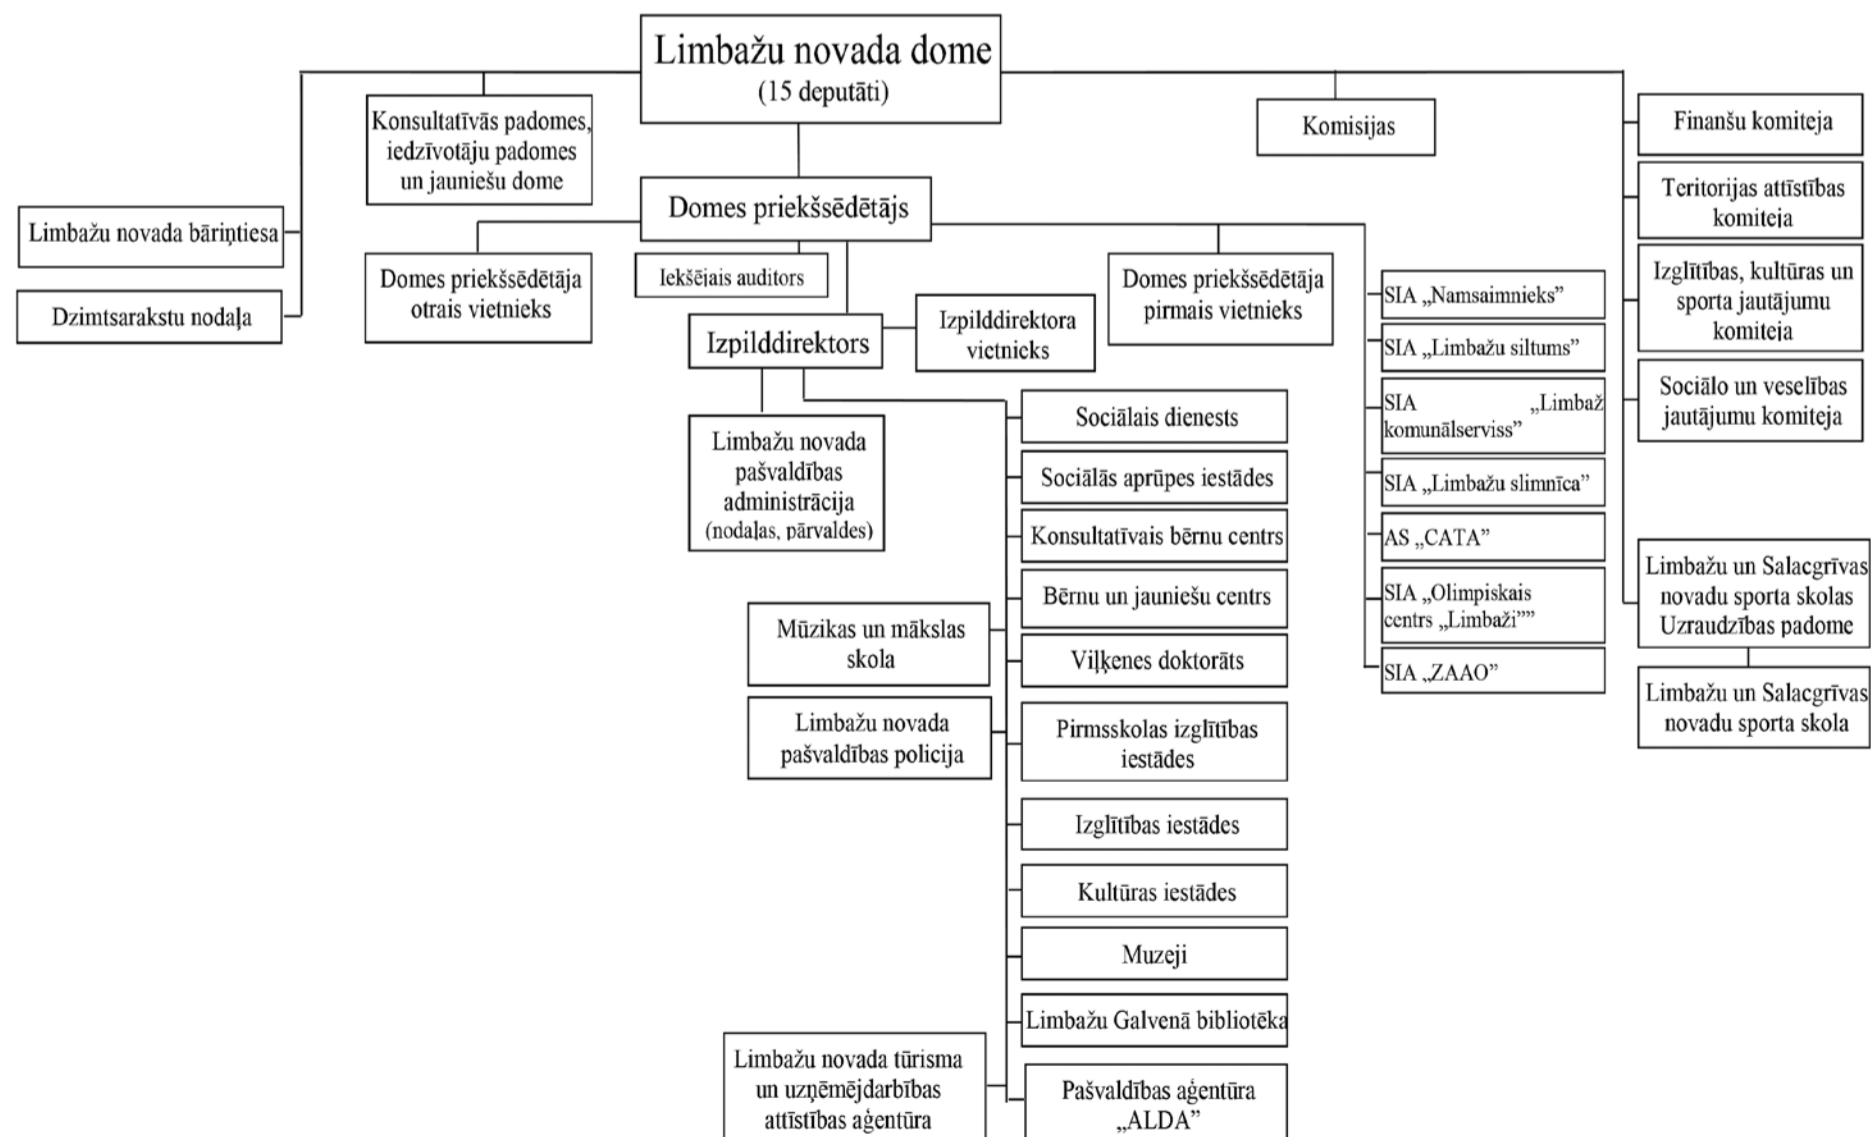 Limbažu novada dome
(15 deputāti)
Konsultatīvās padomes,
iedzīvotāju padomes
un jauniešu dome
Komisijas
Finanšu komiteja
Teritorijas attīstības
komiteja
Izglītības, kultūras un
sporta jautājumu
komiteja
Sociālo un veselības
jautājumu komiteja
Limbažu un Salacgrīvas
novadu sporta skolas
Uzraudzības padome
Limbažu un Salacgrīvas
novadu sporta skola
Limbažu novada bāriņtiesa
Dzimtsarakstu nodaļa
Domes priekšsēdētājs
Domes priekšsēdētāja
otrais vietnieks
Iekšējais auditors
Domes priekšsēdētāja
pirmais vietnieks
Izpilddirektors
Izpilddirektora
vietnieks
SIA „Namsaimnieks”
SIA „Limbažu siltums”
SIA „Limbaž
komunālserviss”
SIA „Limbažu slimnīca”
AS „CATA”
SIA „Olimpiskais
centrs „Limbaži””
SIA „ZAAO”
Limbažu novada
pašvaldības
administrācija
(nodaļas, pārvaldes)
Sociālais dienests
Sociālās aprūpes iestādes
Konsultatīvais bērnu centrs
Bērnu un jauniešu centrs
Mūzikas un mākslas
skola
Viļķenes doktorāts
Limbažu novada
pašvaldības policija
Pirmsskolas izglītības
iestādes
Izglītības iestādes
Kultūras iestādes
Muzeji
Limbažu Galvenā bibliotēka
Limbažu novada tūrisma
un uzņēmējdarbības
attīstības aģentūra
Pašvaldības aģentūra
„ALDA”